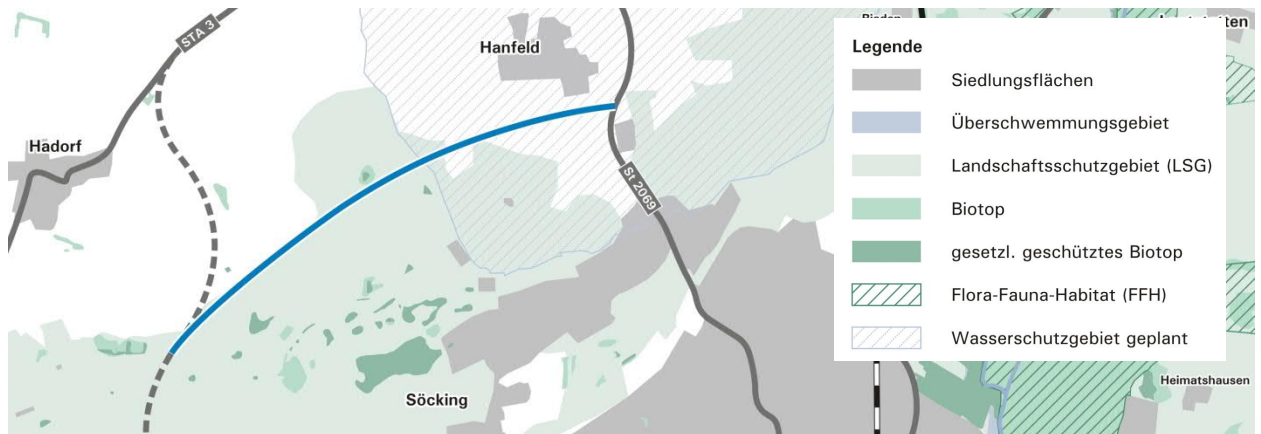 STA 3
Hanfeld
Hadorf
St 2069
Söcking
Heimatshausen
Legende
Siedlungsflächen
Überschwemmungsgebiet
Landschaftsschutzgebiet (LSG)
Biotop
gesetzl. geschütztes Biotop
Flora-Fauna-Habitat (FFH)
Wasserschutzgebiet geplant